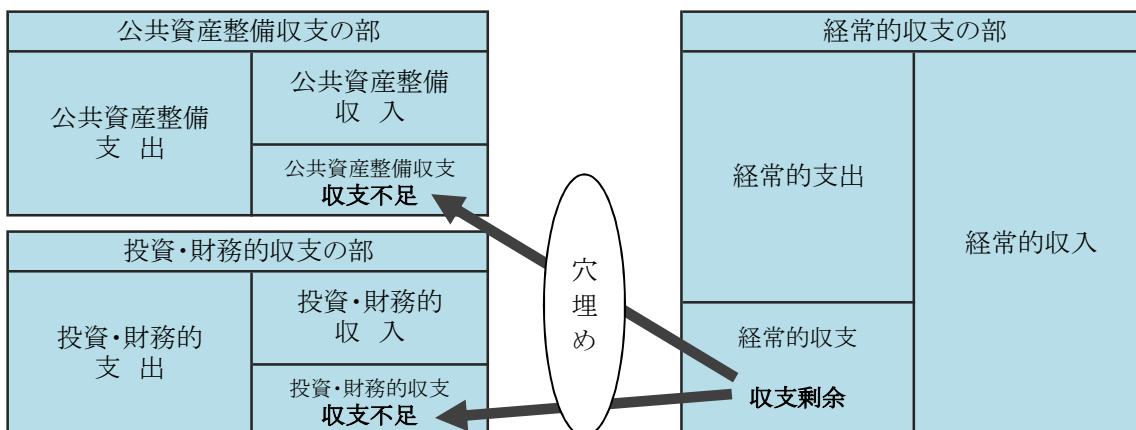 公共資産整備収支の部
公共資産整備
支 出
公共資産整備
収 入
公共資産整備収支
収支不足
投資・財務的収支の部
投資・財務的
支 出
投資・財務的
収 入
投資・財務的収支
収支不足
穴
埋
め
経常的収支の部
経常的支出
経常的収支
収支剰余
経常的収入